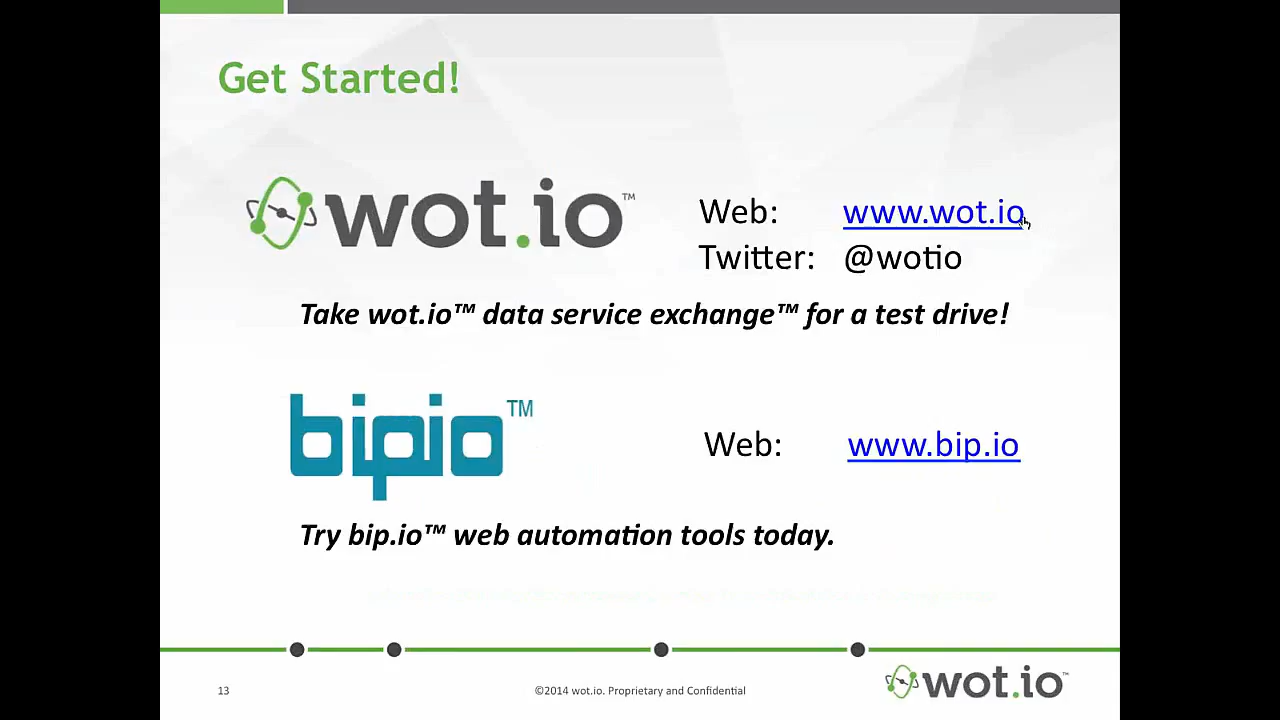 Get Started!
wot.io™
Web: www.wot.io
Twitter: @wotio
Take wot.io™ data service exchange™ for a test drive!
bipio™
Web: www.bip.io
Try bip.io™ web automation tools today.
13
©2014 wot.io. Proprietary and Confidential
wot.io™